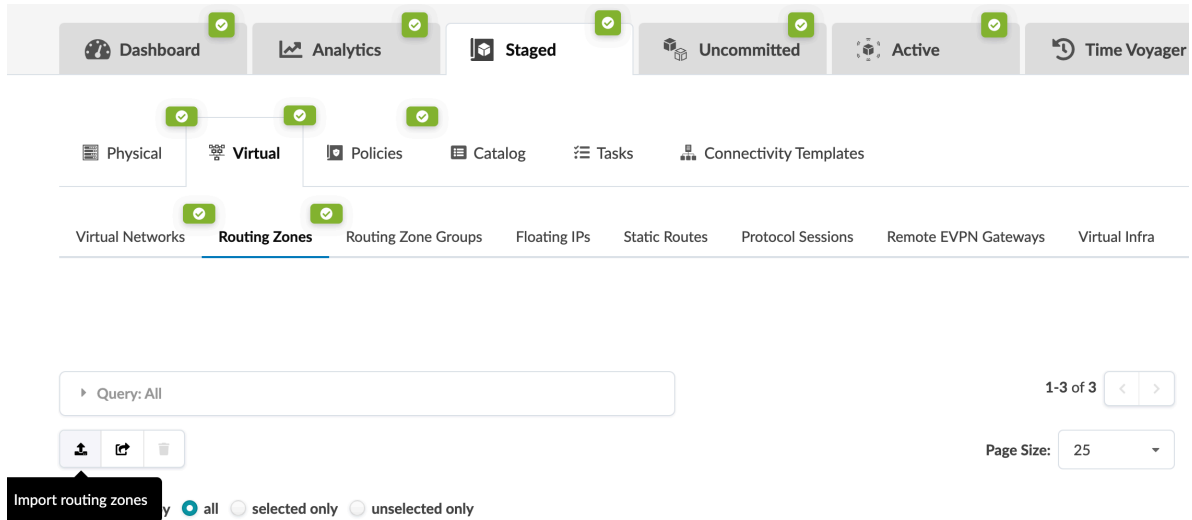 Dashboard Analytics Staged Uncommitted Active Time Voyager
Physical Virtual Policies Catalog Tasks Connectivity Templates
Virtual Networks Routing Zones Routing Zone Groups Floating IPs Static Routes Protocol Sessions Remote EVPN Gateways Virtual Infra
Query: All
1-3 of 3
Page Size: 25
Import routing zones
all selected only unselected only